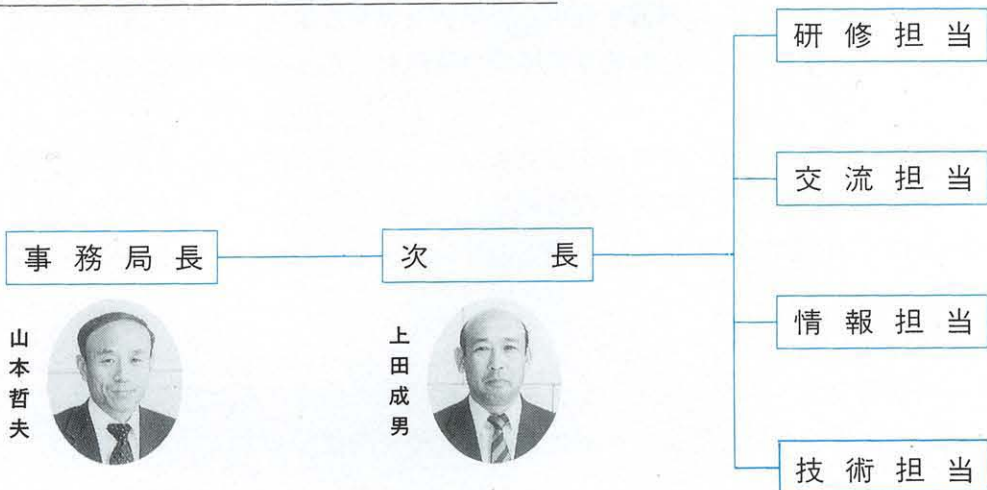 研修担当
交流担当
事務局長
次長
情報担当
山本哲夫
上田成男
技術担当